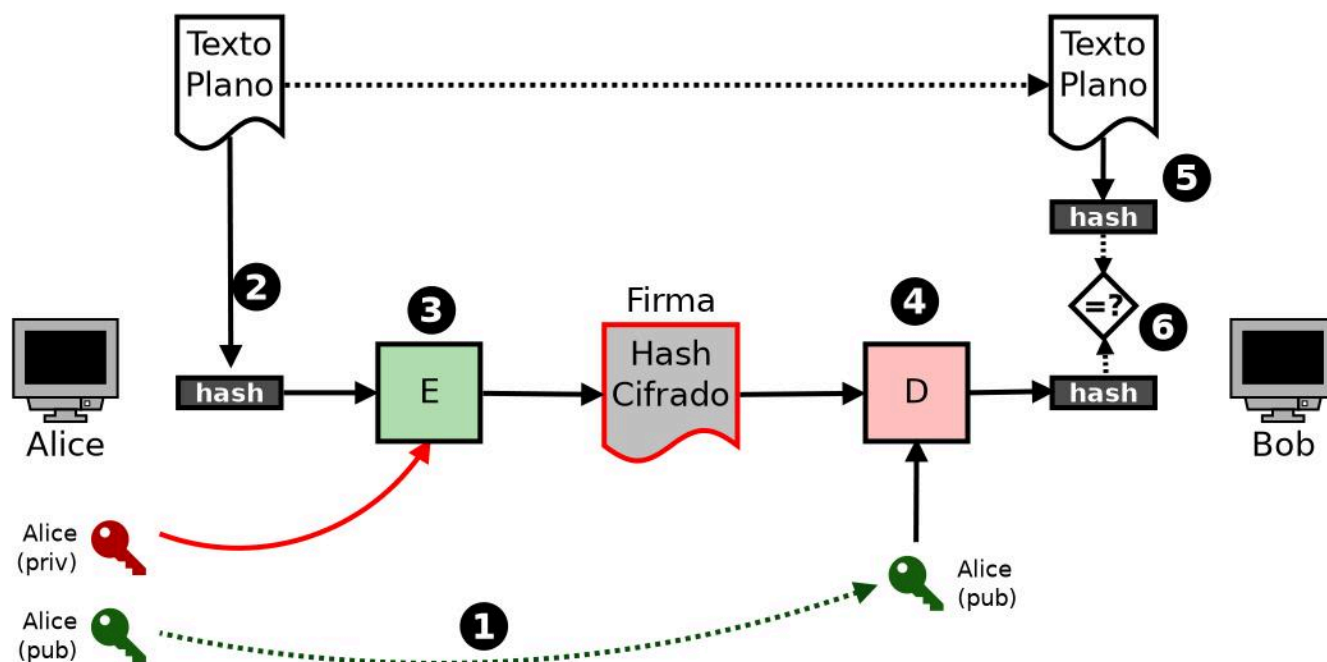 Texto
Plano
Texto
Plano
5
hash
2
3
Firma
4
=?
6
Hash
Cifrado
hash
E
D
hash
Alice
Bob
Alice
(priv)
Alice
(pub)
Alice
(pub)
1